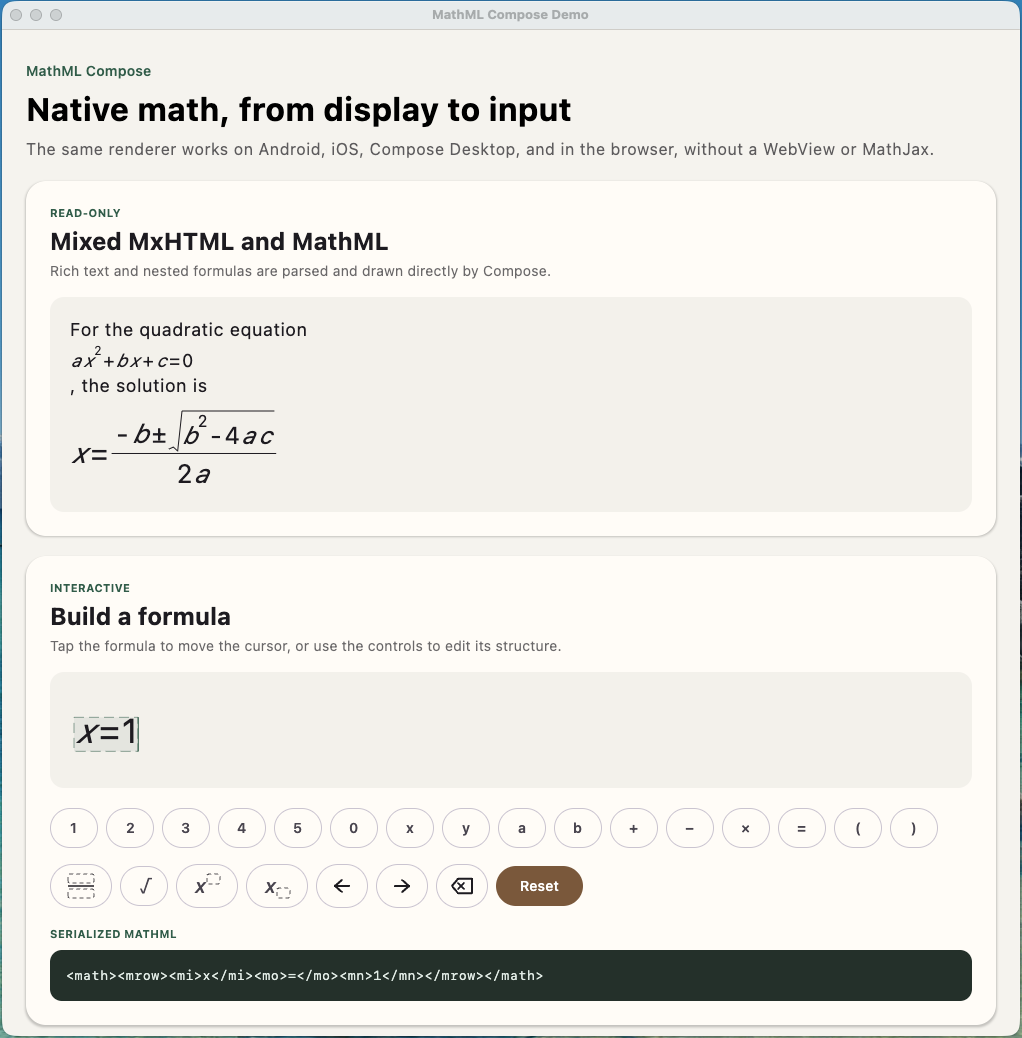 MathML Compose Demo
MathML Compose
Native math, from display to input
The same renderer works on Android, iOS, Compose Desktop, and in the browser, without a WebView or MathJax.
READ-ONLY
Mixed MxHTML and MathML
Rich text and nested formulas are parsed and drawn directly by Compose.
For the quadratic equation
ax²+bx+c=0
, the solution is
x=
-b±√b²-4ac
2a
INTERACTIVE
Build a formula
Tap the formula to move the cursor, or use the controls to edit its structure.
x=1
1 2 3 4 5 0 x y a b + − × = ( )
√ x x ← → ⌫ Reset
SERIALIZED MATHML
<math><mrow><mi>x</mi><mo>=</mo><mn>1</mn></mrow></math>